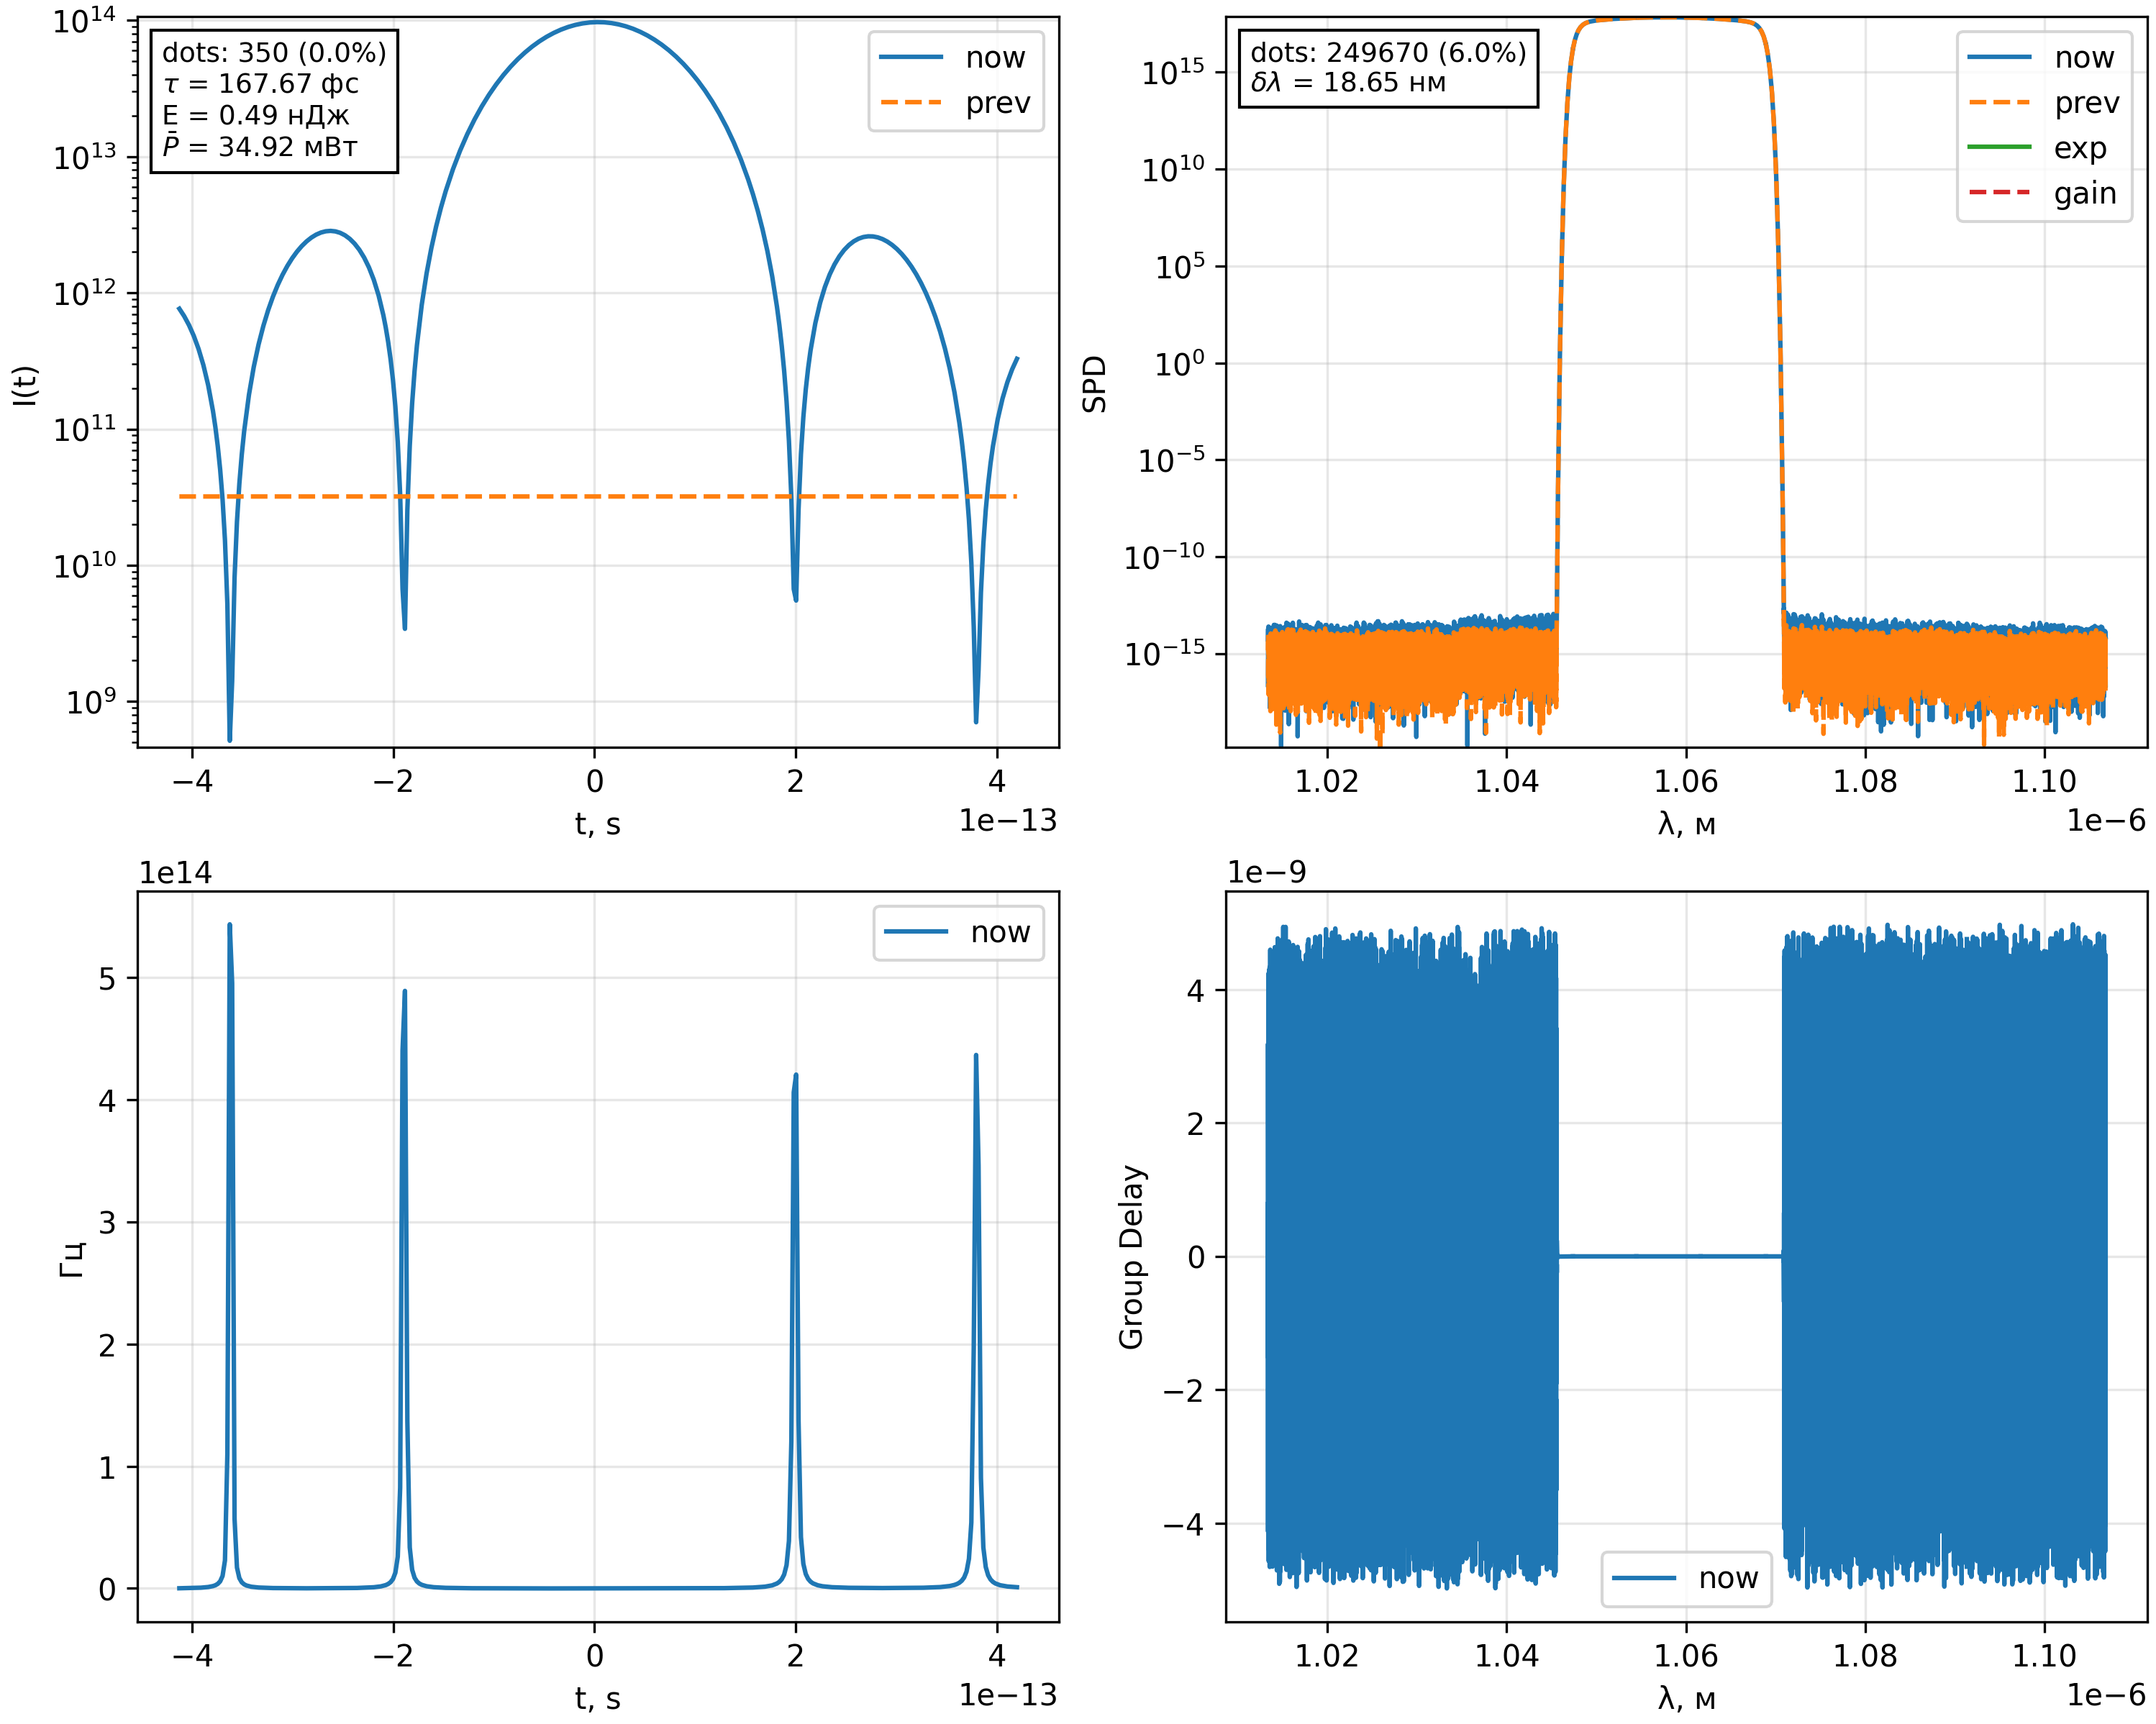 10^14
10^13
10^12
10^11
10^10
10^9
I(t)
dots: 350 (0.0%)
τ = 167.67 фс
E = 0.49 нДж
P̄ = 34.92 мВт
now
prev
−4
−2
0
2
4
t, s
1e−13
10^15
10^10
10^5
10^0
10^−5
10^−10
10^−15
SPD
dots: 249670 (6.0%)
δλ = 18.65 нм
now
prev
exp
gain
1.02
1.04
1.06
1.08
1.10
λ, м
1e−6
1e14
5
4
3
2
1
0
Гц
now
−4
−2
0
2
4
t, s
1e−13
1e−9
4
2
0
−2
−4
Group Delay
now
1.02
1.04
1.06
1.08
1.10
λ, м
1e−6